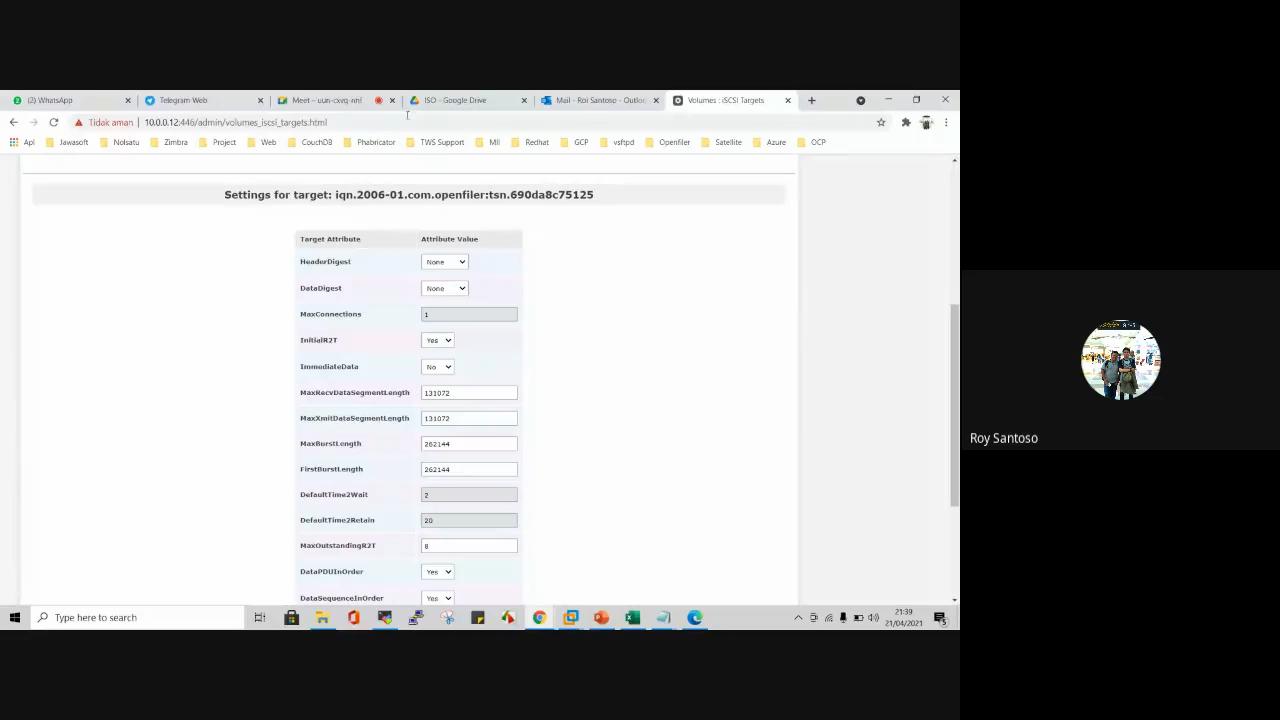 (2) WhatsApp
Telegram Web
Meet – uun-cxvq-nnf
ISO - Google Drive
Mail - Roi Santoso - Outlo
Volumes : iSCSI Targets
Tidak aman | 10.0.0.12:446/admin/volumes_iscsi_targets.html
Apl Jawasoft Nolsatu Zimbra Project Web CouchDB Phabricator TWS Support MII Redhat GCP vsftpd Openfiler Satellite Azure OCP
Settings for target: iqn.2006-01.com.openfiler:tsn.690da8c75125
Target Attribute Attribute Value
HeaderDigest None
DataDigest None
MaxConnections 1
InitialR2T Yes
ImmediateData No
MaxRecvDataSegmentLength 131072
MaxXmitDataSegmentLength 131072
MaxBurstLength 262144
FirstBurstLength 262144
DefaultTime2Wait 2
DefaultTime2Retain 20
MaxOutstandingR2T 8
DataPDUInOrder Yes
DataSequenceInOrder Yes
Type here to search
21:39
21/04/2021
5
Roy Santoso